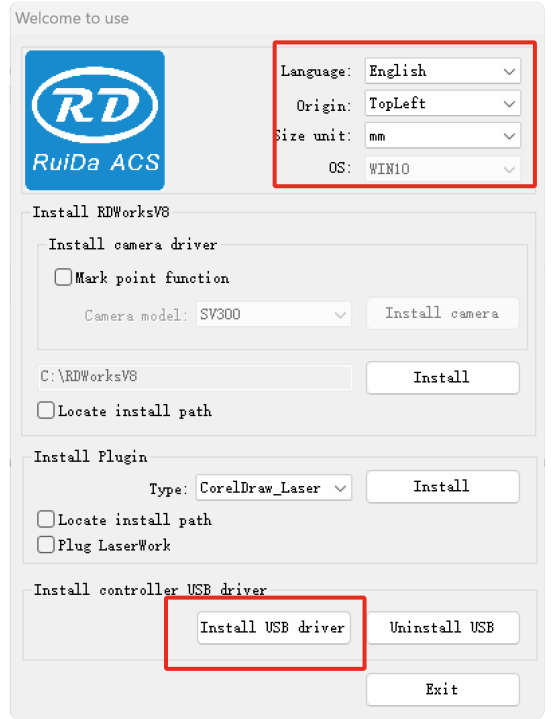 Welcome to use
RD
RuiDa ACS
Language: English
Origin: TopLeft
Size unit: mm
OS: WIN10
Install RDWorksV8
Install camera driver
Mark point function
Camera model: SV300 Install camera
C:\RDWorksV8 Install
Locate install path
Install Plugin
Type: CorelDraw_Laser Install
Locate install path
Plug LaserWork
Install controller USB driver
Install USB driver Uninstall USB
Exit